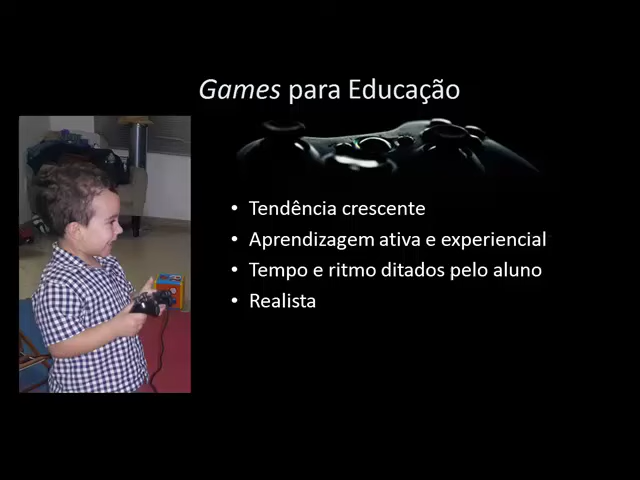 Games para Educação
• Tendência crescente
• Aprendizagem ativa e experiencial
• Tempo e ritmo ditados pelo aluno
• Realista